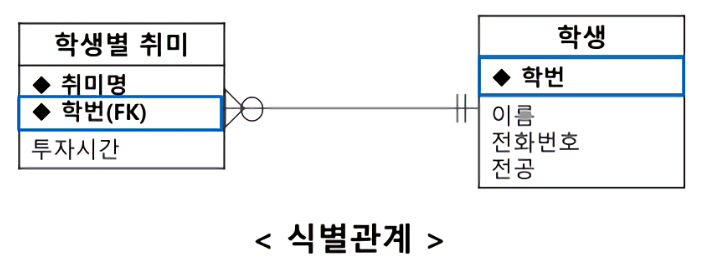 학생별 취미
◆ 취미명
◆ 학번(FK)
투자시간
학생
◆ 학번
이름
전화번호
전공
< 식별관계 >